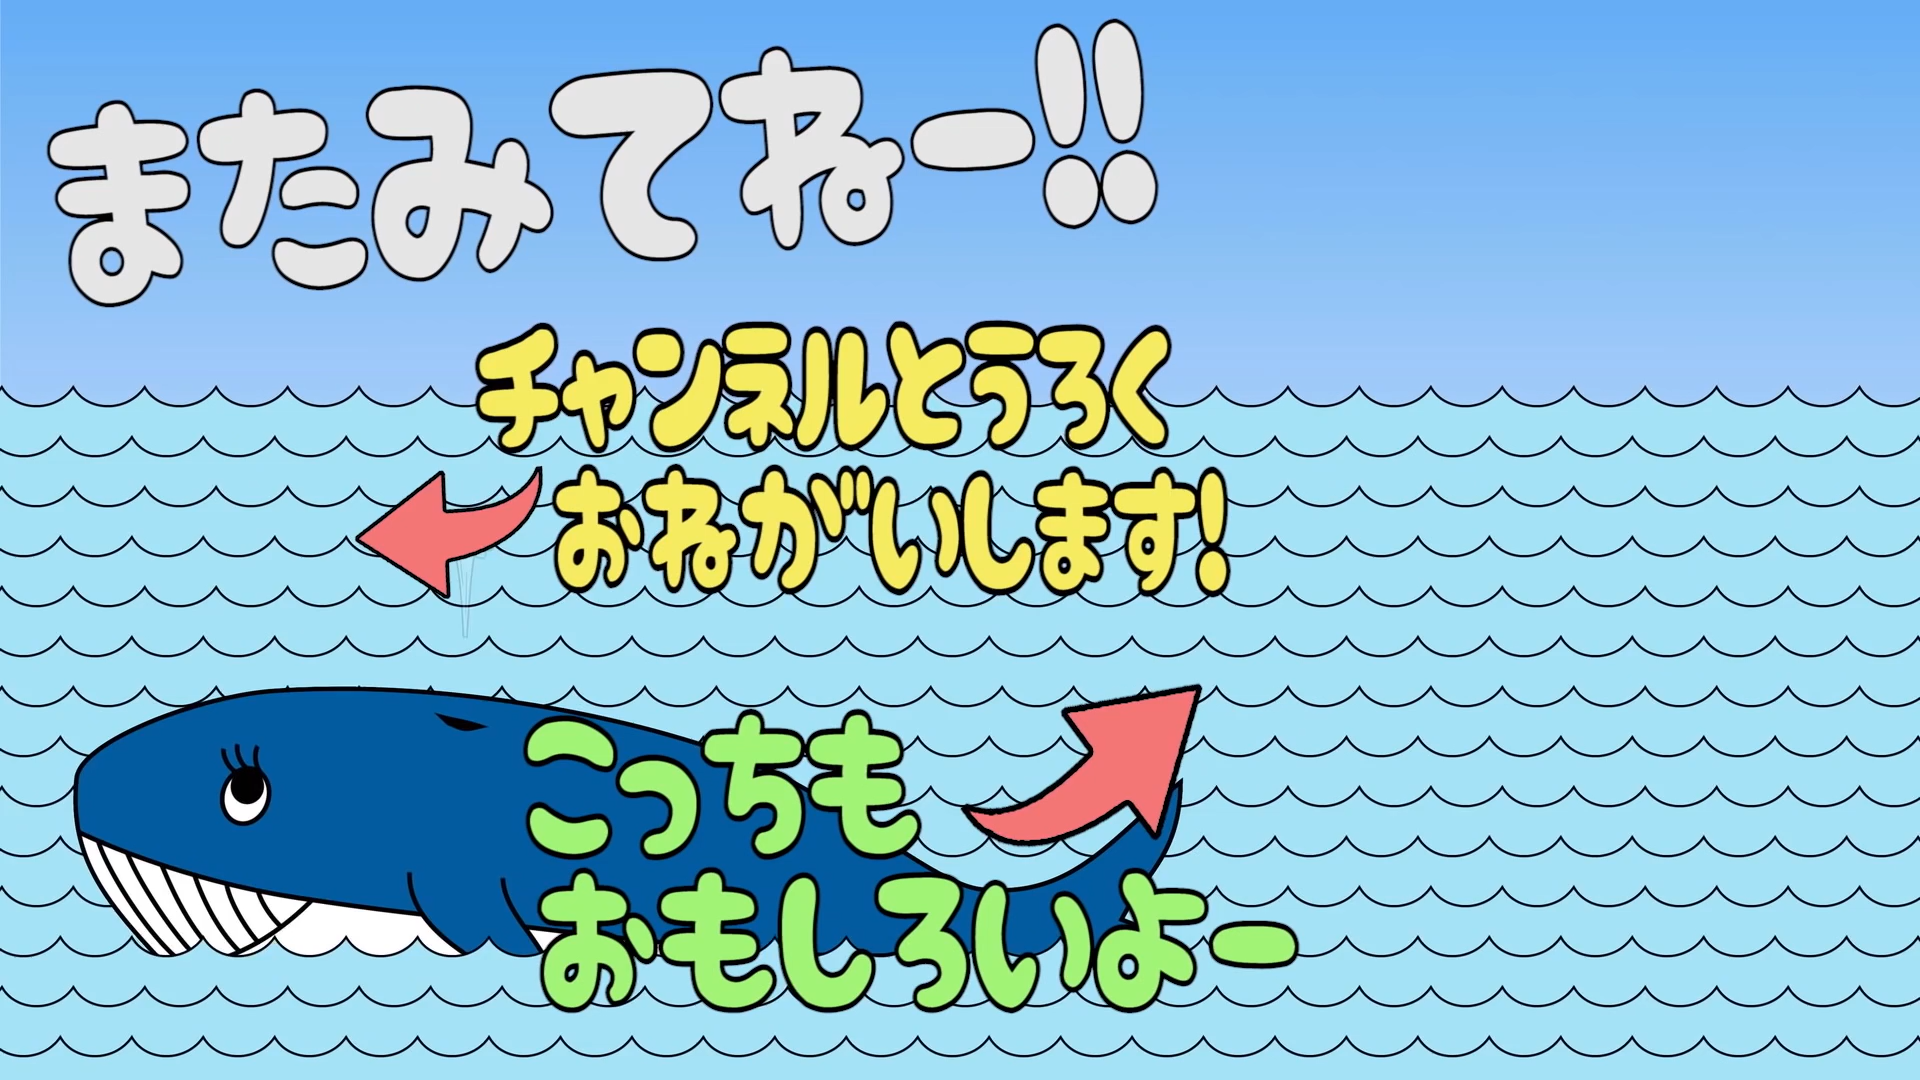 またみてねー!!
チャンネルとうろく
おねがいします!
こっちも
おもしろいよー